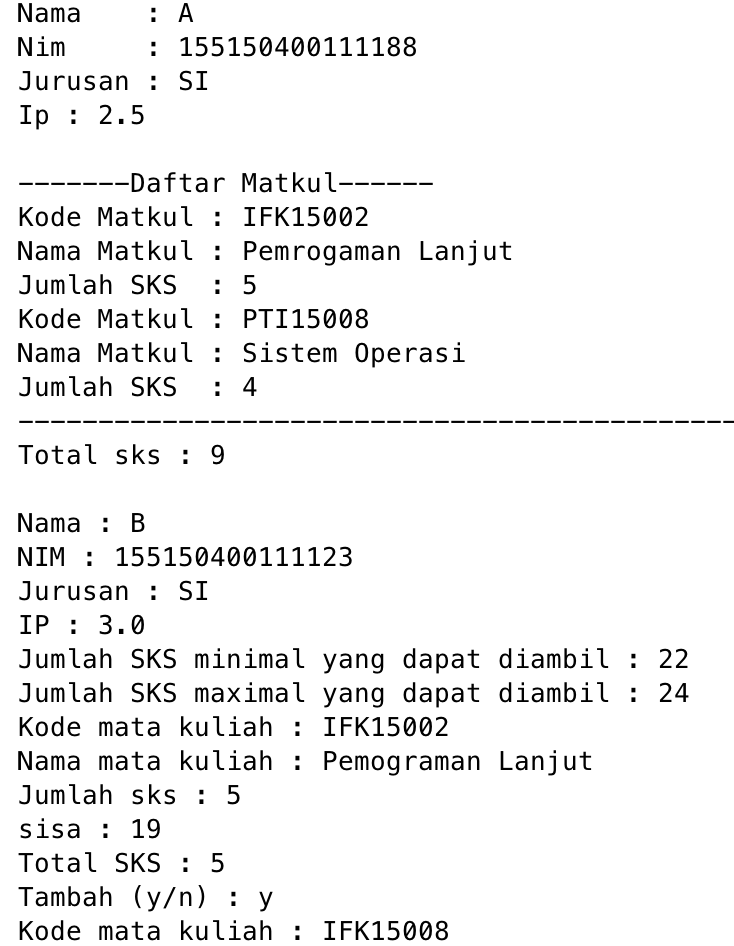 Nama    : A
Nim     : 155150400111188
Jurusan : SI
Ip : 2.5
-------Daftar Matkul------
Kode Matkul : IFK15002
Nama Matkul : Pemrogaman Lanjut
Jumlah SKS  : 5
Kode Matkul : PTI15008
Nama Matkul : Sistem Operasi
Jumlah SKS  : 4
---------------------------------------------
Total sks : 9
Nama : B
NIM : 155150400111123
Jurusan : SI
IP : 3.0
Jumlah SKS minimal yang dapat diambil : 22
Jumlah SKS maximal yang dapat diambil : 24
Kode mata kuliah : IFK15002
Nama mata kuliah : Pemograman Lanjut
Jumlah sks : 5
sisa : 19
Total SKS : 5
Tambah (y/n) : y
Kode mata kuliah : IFK15008